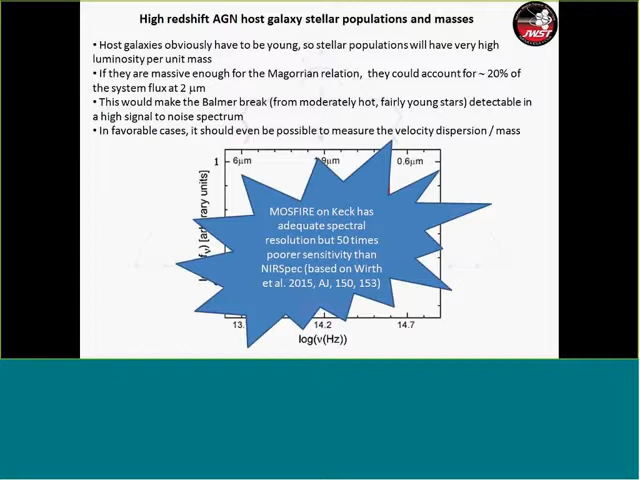 High redshift AGN host galaxy stellar populations and masses
JWST
• Host galaxies obviously have to be young, so stellar populations will have very high
luminosity per unit mass
• If they are massive enough for the Magorrian relation, they could account for ~ 20% of
the system flux at 2 μm
• This would make the Balmer break (from moderately hot, fairly young stars) detectable in
a high signal to noise spectrum
• In favorable cases, it should even be possible to measure the velocity dispersion / mass
1
6μm
9μm
0.6μm
MOSFIRE on Keck has
adequate spectral
resolution but 50 times
poorer sensitivity than
NIRSpec (based on Wirth
et al. 2015, AJ, 150, 153)
13.
14.2
14.7
log(ν(Hz))